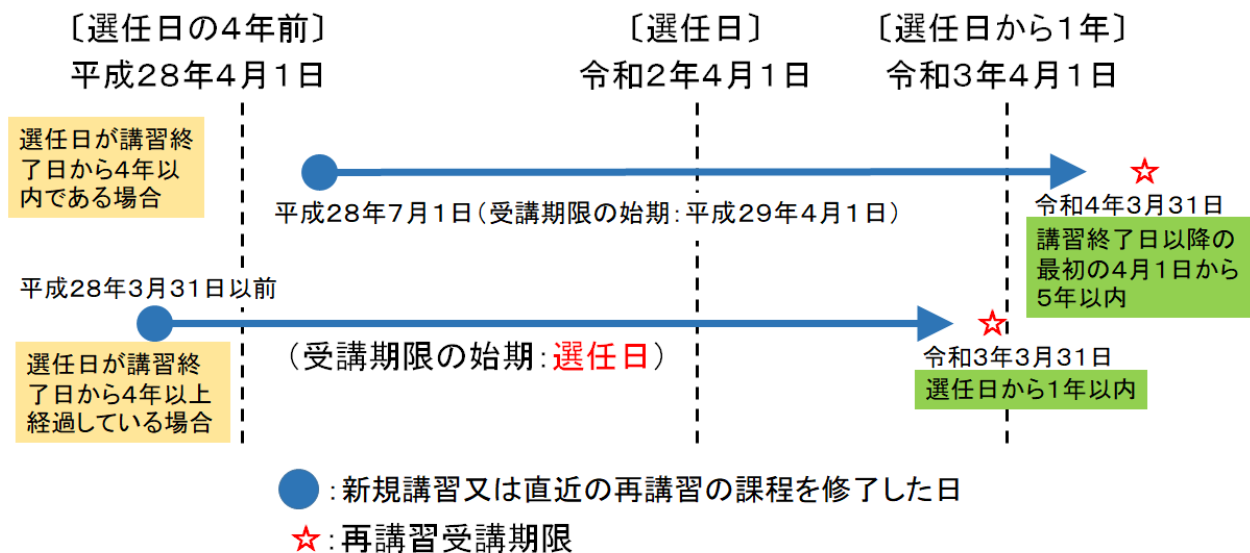 〔選任日の4年前〕
平成28年4月1日
〔選任日〕
令和2年4月1日
〔選任日から1年〕
令和3年4月1日
選任日が講習終
了日から4年以
内である場合
平成28年7月1日(受講期限の始期:平成29年4月1日)
令和4年3月31日
講習終了日以降の
最初の4月1日から
5年以内
平成28年3月31日以前
(受講期限の始期:選任日)
令和3年3月31日
選任日から1年以内
選任日が講習終
了日から4年以上
経過している場合
:新規講習又は直近の再講習の課程を修了した日
:再講習受講期限